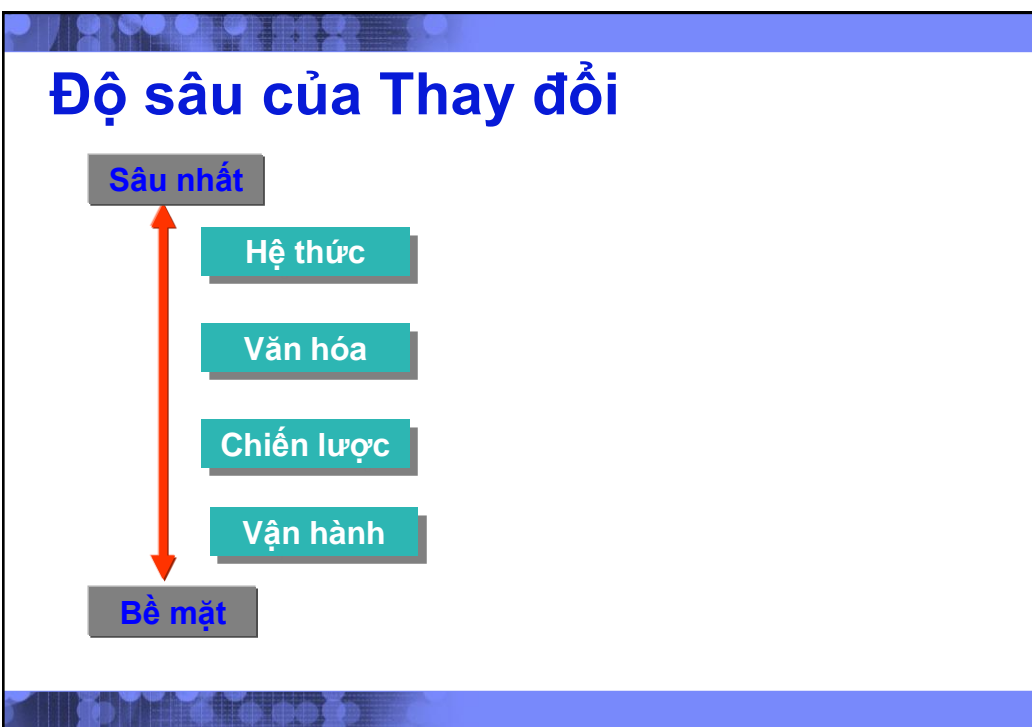 Độ sâu của Thay đổi
Sâu nhất
Hệ thức
Văn hóa
Chiến lược
Vận hành
Bề mặt